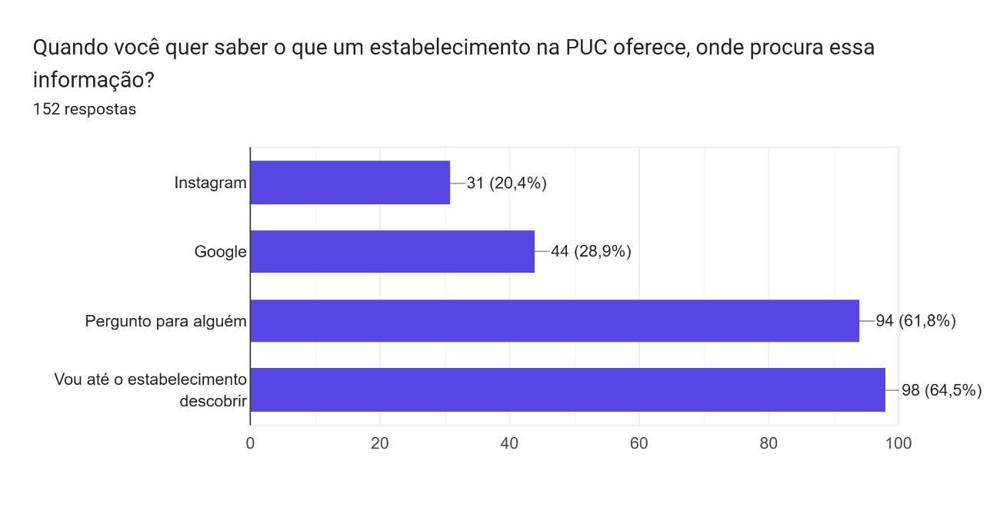 Quando você quer saber o que um estabelecimento na PUC oferece, onde procura essa
informação?
152 respostas
Instagram
31 (20,4%)
Google
44 (28,9%)
Pergunto para alguém
94 (61,8%)
Vou até o estabelecimento
descobrir
98 (64,5%)
0 20 40 60 80 100